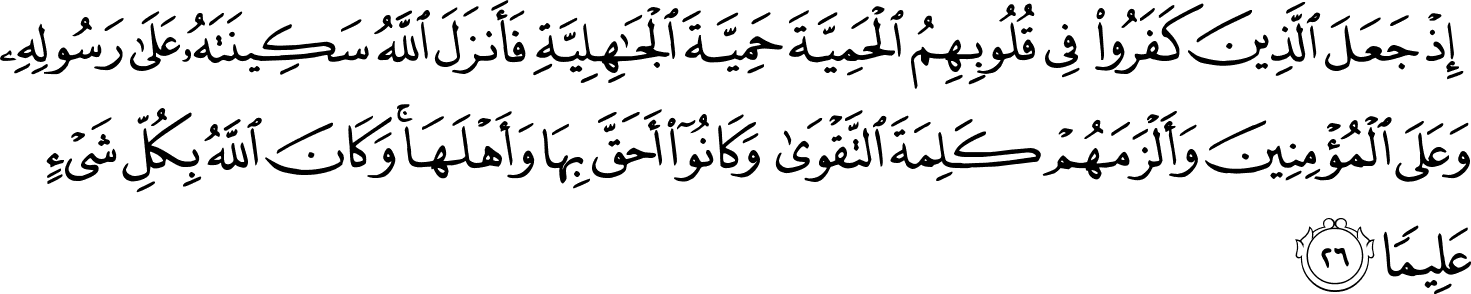 إِذْ جَعَلَ ٱلَّذِينَ كَفَرُوا۟ فِى قُلُوبِهِمُ ٱلْحَمِيَّةَ حَمِيَّةَ ٱلْجَـٰهِلِيَّةِ فَأَنزَلَ ٱللَّهُ سَكِينَتَهُۥ عَلَىٰ رَسُولِهِۦ
وَعَلَى ٱلْمُؤْمِنِينَ وَأَلْزَمَهُمْ كَلِمَةَ ٱلتَّقْوَىٰ وَكَانُوٓا۟ أَحَقَّ بِهَا وَأَهْلَهَا ۚ وَكَانَ ٱللَّهُ بِكُلِّ شَىْءٍ
عَلِيمًا ٢٦